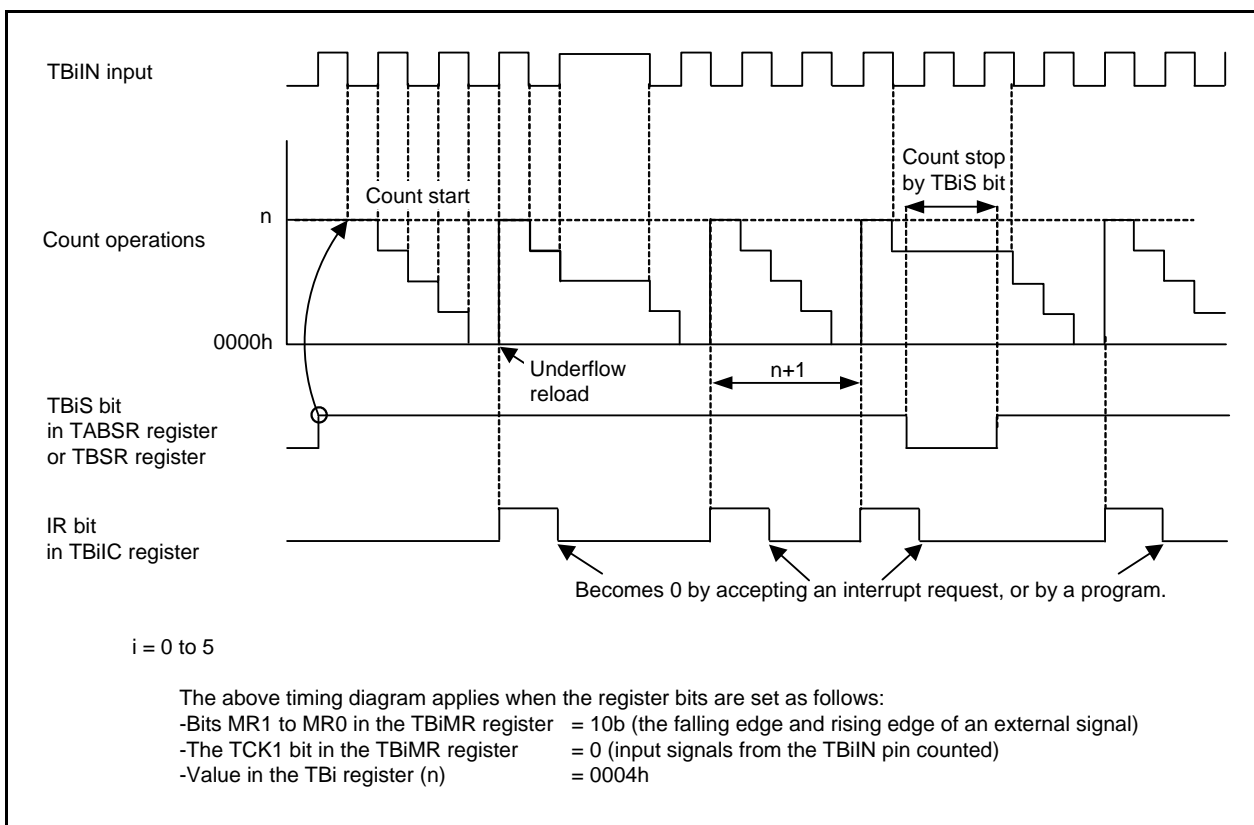 TBiIN input
Count stop
by TBiS bit
Count start
n
Count operations
0000h
Underflow
reload
n+1
TBiS bit
in TABSR register
or TBSR register
IR bit
in TBiIC register
Becomes 0 by accepting an interrupt request, or by a program.
i = 0 to 5
The above timing diagram applies when the register bits are set as follows:
-Bits MR1 to MR0 in the TBiMR register = 10b (the falling edge and rising edge of an external signal)
-The TCK1 bit in the TBiMR register = 0 (input signals from the TBiIN pin counted)
-Value in the TBi register (n) = 0004h